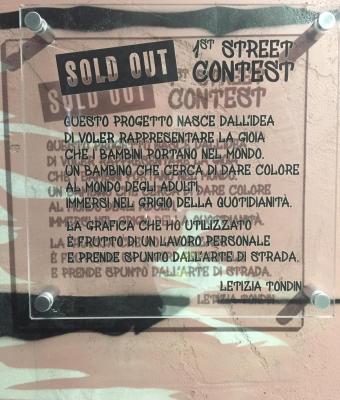 SOLD OUT 1ST STREET CONTEST
QUESTO PROGETTO NASCE DALL'IDEA
DI VOLER RAPPRESENTARE LA GIOIA
CHE I BAMBINI PORTANO NEL MONDO.
UN BAMBINO CHE CERCA DI DARE COLORE
AL MONDO DEGLI ADULTI,
IMMERSI NEL GRIGIO DELLA QUOTIDIANITÀ.
LA GRAFICA CHE HO UTILIZZATO
È FRUTTO DI UN LAVORO PERSONALE
E PRENDE SPUNTO DALL'ARTE DI STRADA.
LETIZIA TONDIN